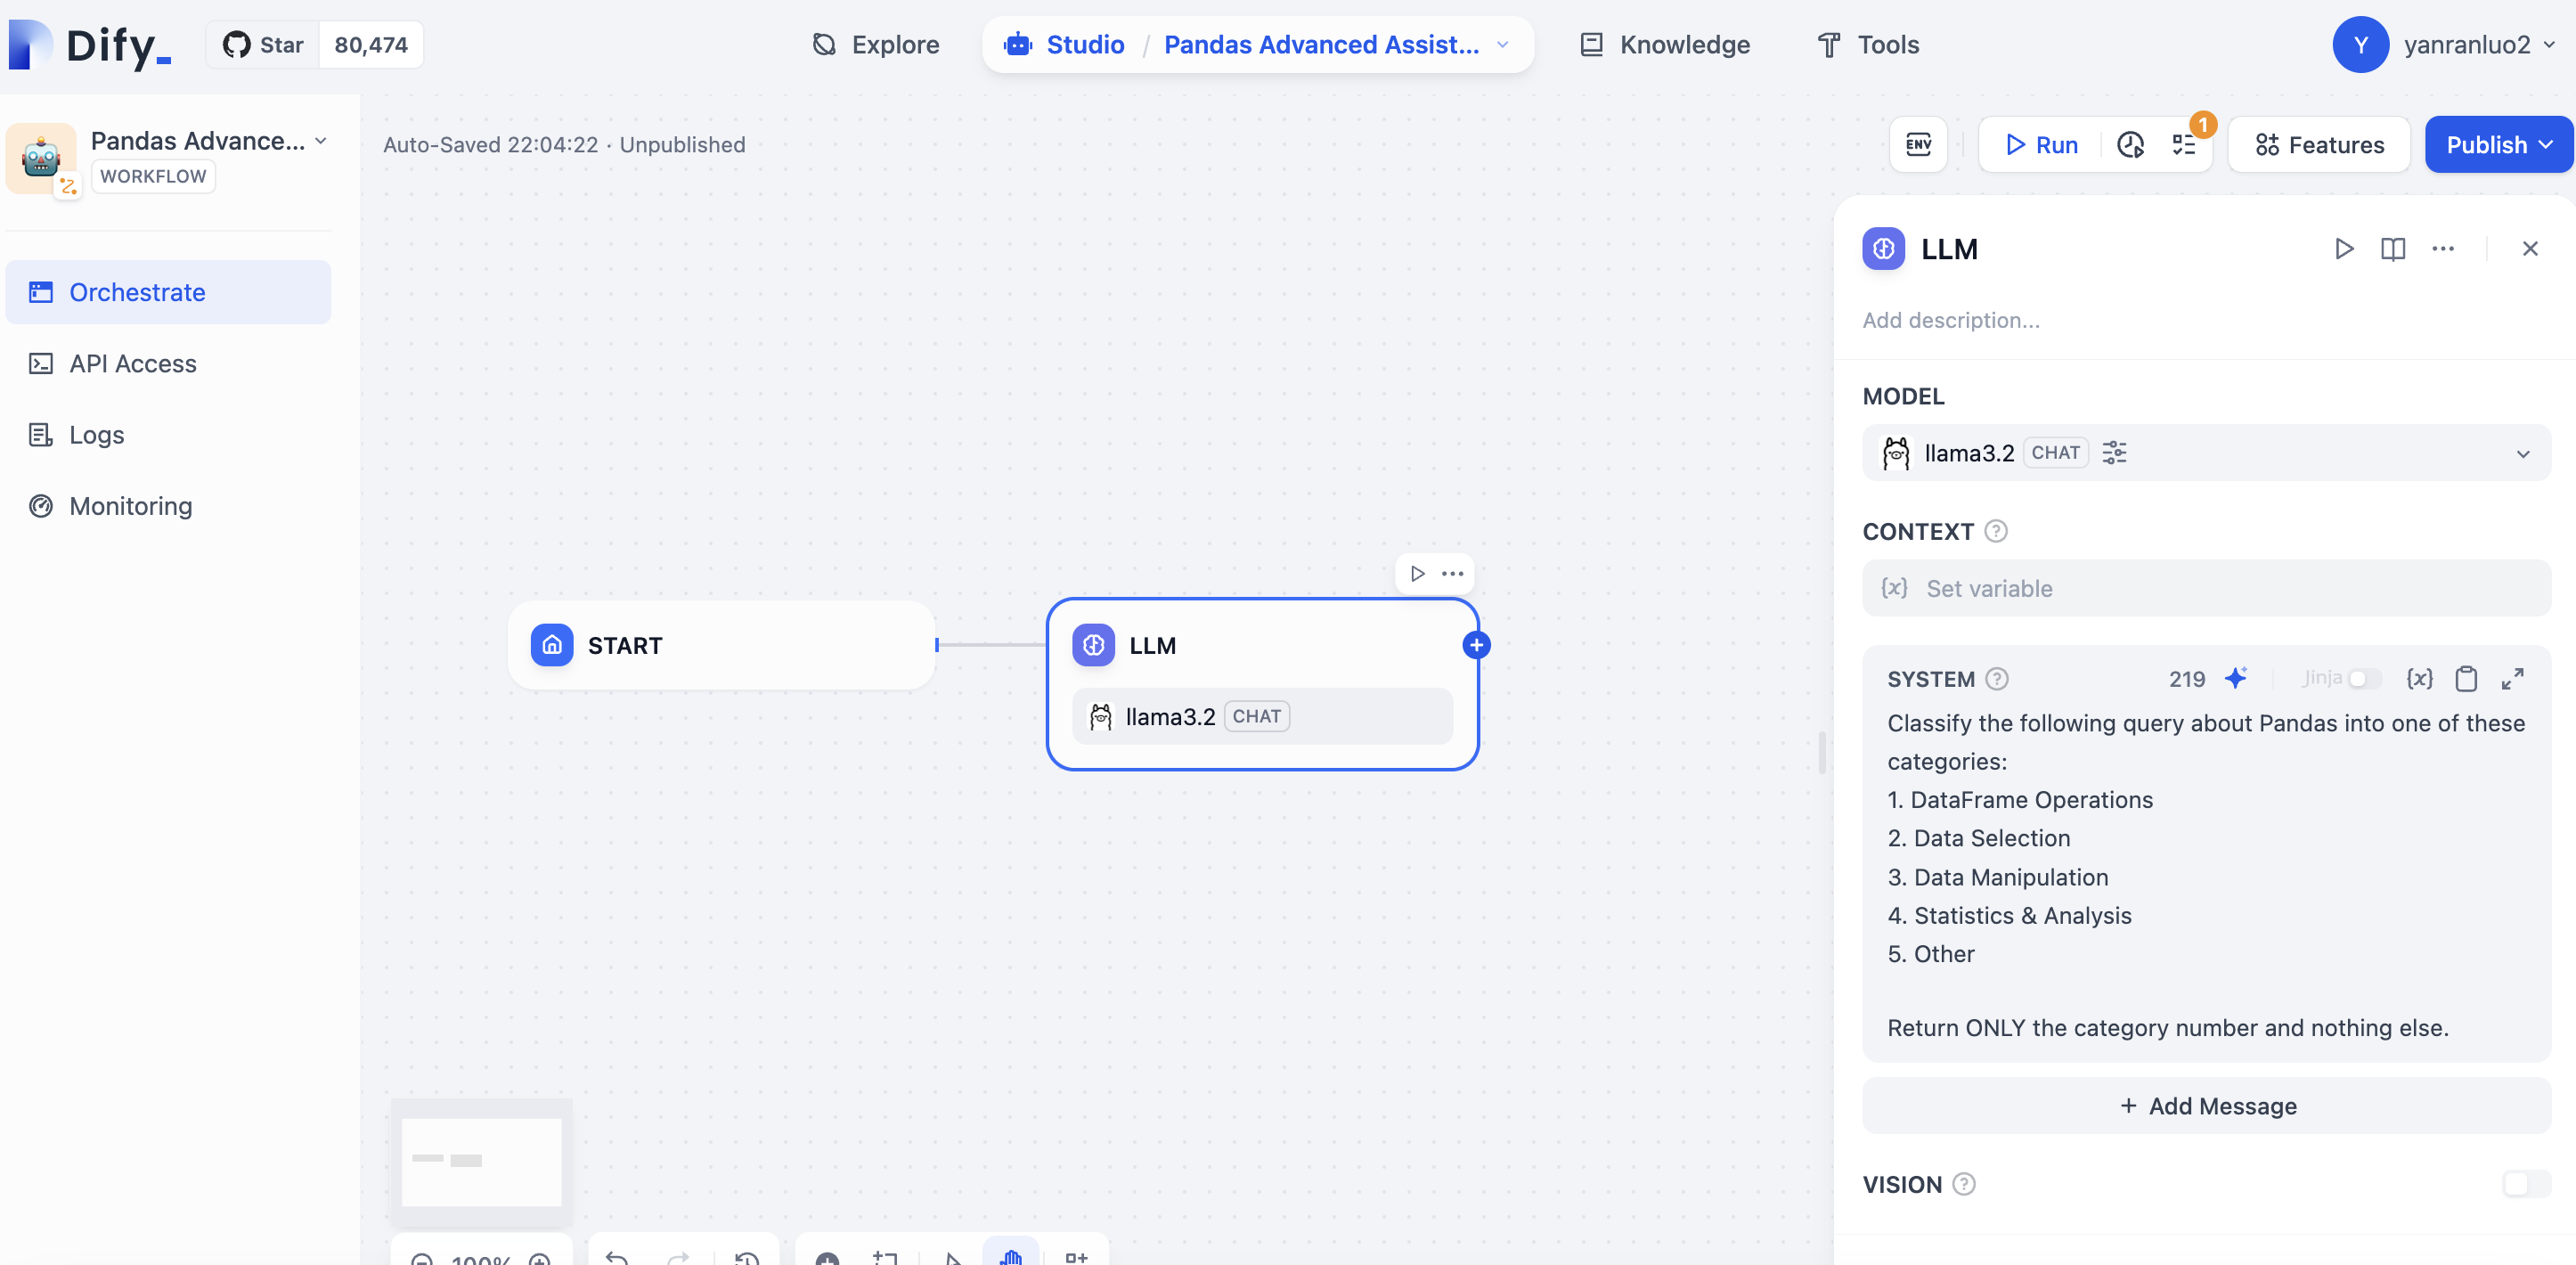 Dify_
Star 80,474
Explore
Studio / Pandas Advanced Assist...
Knowledge
Tools
Y yanranluo2
Pandas Advance...
WORKFLOW
Orchestrate
API Access
Logs
Monitoring
Auto-Saved 22:04:22 · Unpublished
ENV
Run
1
Features
Publish
START
LLM
llama3.2 CHAT
100%
LLM
Add description...
MODEL
llama3.2 CHAT
CONTEXT ?
{x} Set variable
SYSTEM ? 219 Jinja {x}
Classify the following query about Pandas into one of these
categories:
1. DataFrame Operations
2. Data Selection
3. Data Manipulation
4. Statistics & Analysis
5. Other
Return ONLY the category number and nothing else.
+ Add Message
VISION ?